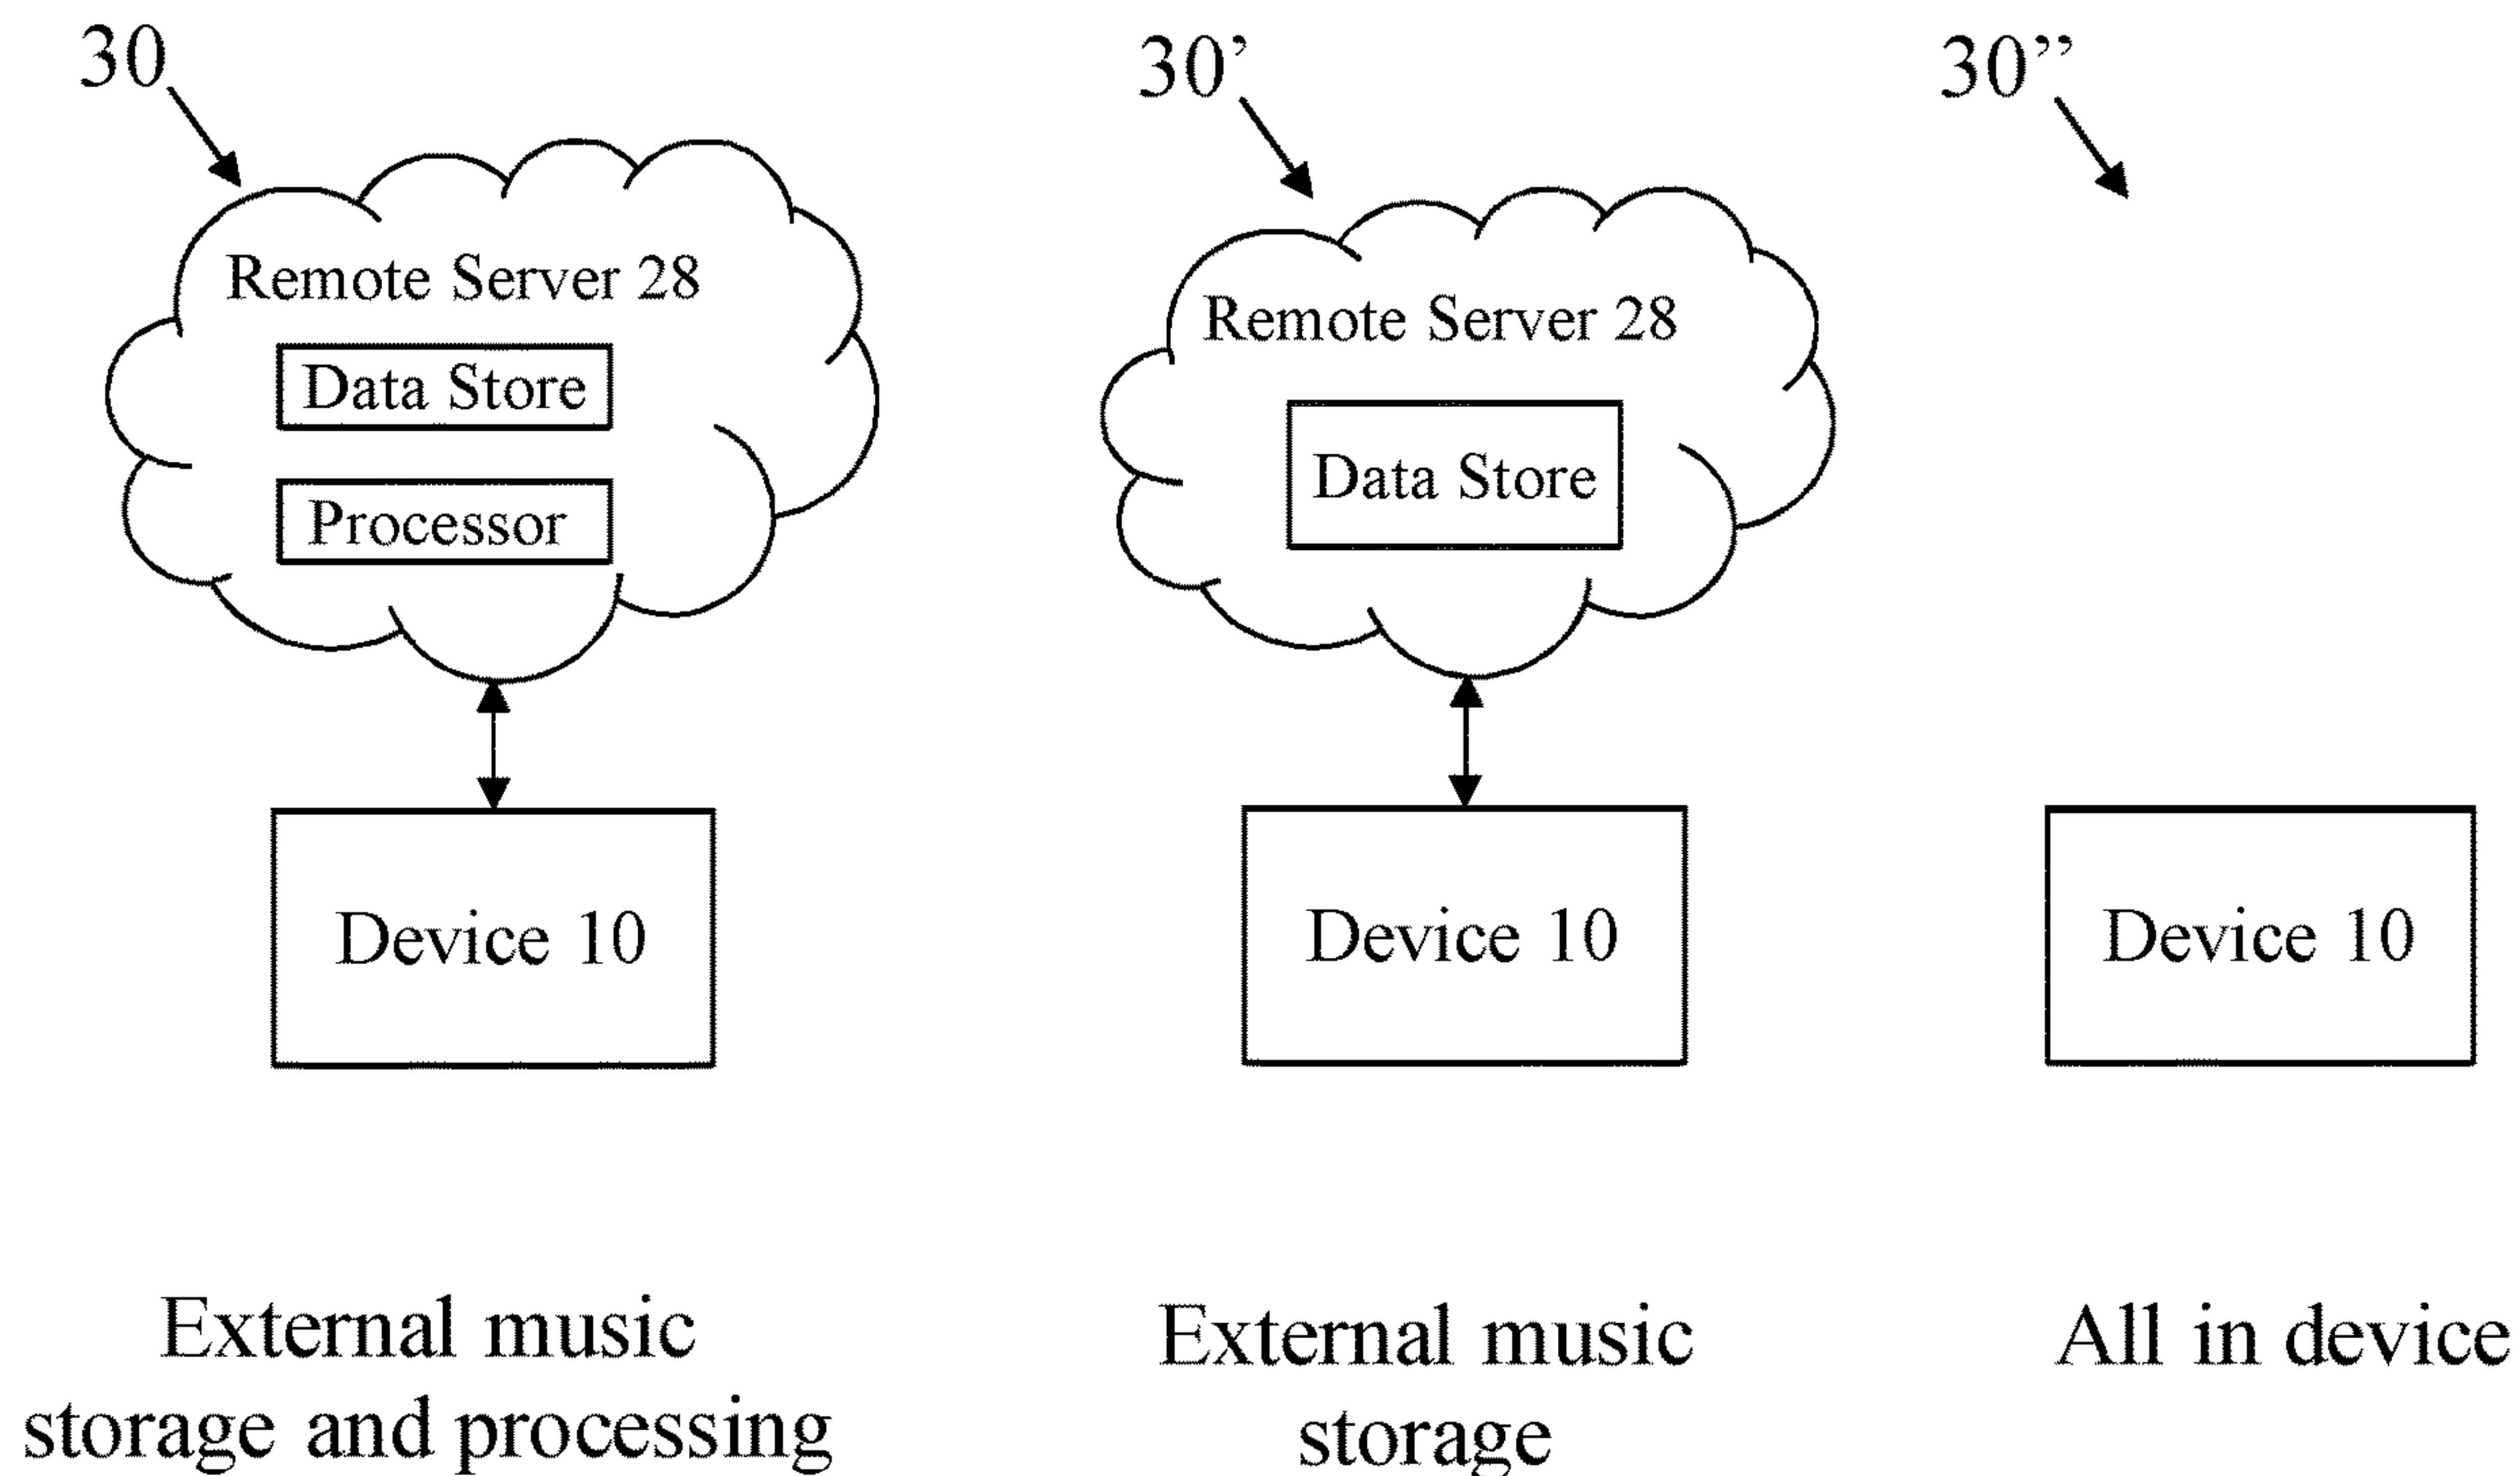 30
Remote Server 28
Data Store
Processor
Device 10
External music
storage and processing
30’
Remote Server 28
Data Store
Device 10
External music
storage
30”
Device 10
All in device